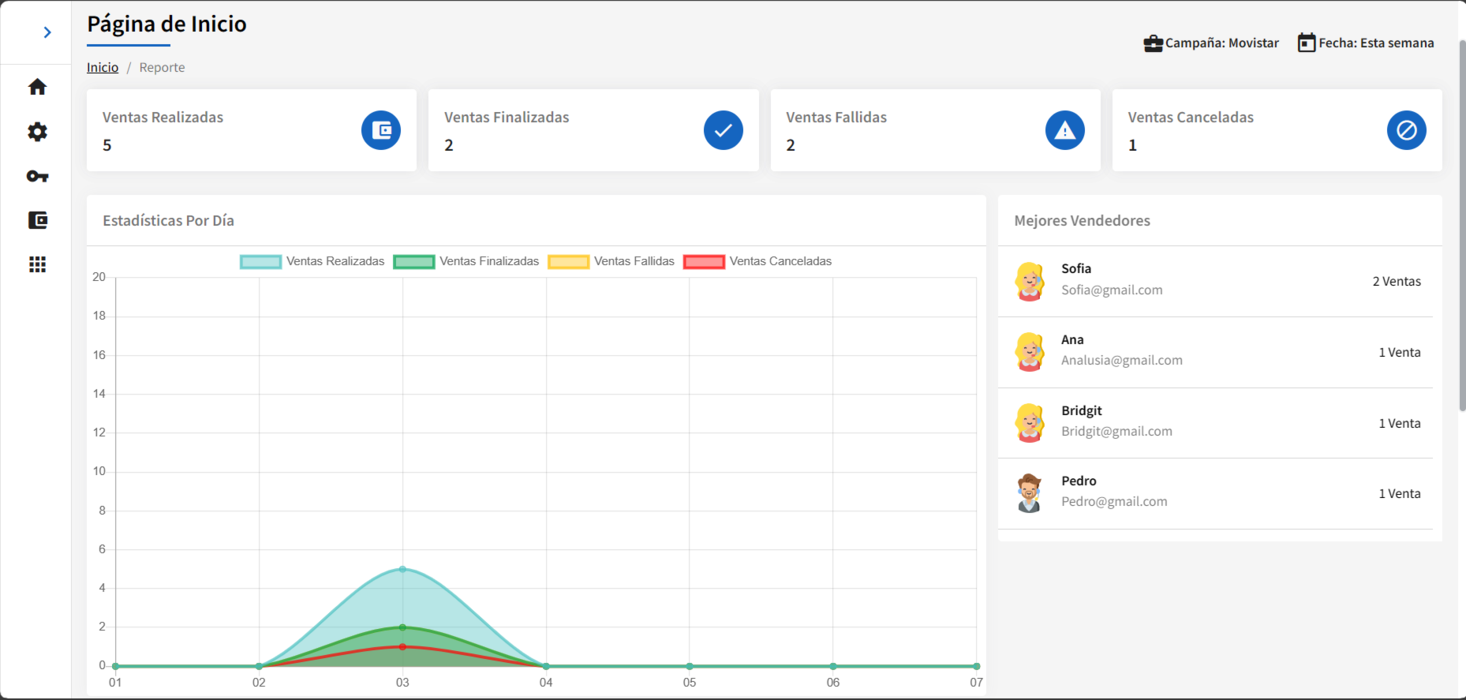 Página de Inicio
Campaña: Movistar
Fecha: Esta semana
Inicio / Reporte
Ventas Realizadas
5
Ventas Finalizadas
2
Ventas Fallidas
2
Ventas Canceladas
1
Estadísticas Por Día
Ventas Realizadas Ventas Finalizadas Ventas Fallidas Ventas Canceladas
20
18
16
14
12
10
8
6
4
2
0
01 02 03 04 05 06 07
Mejores Vendedores
Sofia
Sofia@gmail.com
2 Ventas
Ana
Analusia@gmail.com
1 Venta
Bridgit
Bridgit@gmail.com
1 Venta
Pedro
Pedro@gmail.com
1 Venta